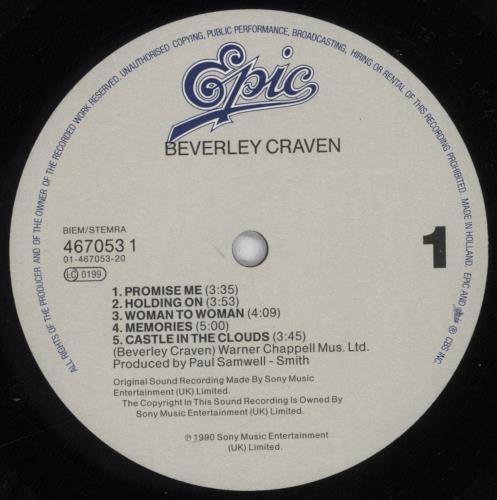 ALL RIGHTS OF THE PRODUCER AND OF THE OWNER OF THE RECORDED WORK RESERVED. UNAUTHORISED COPYING, PUBLIC PERFORMANCE, BROADCASTING, HIRING OR RENTAL OF THIS RECORDING PROHIBITED. MADE IN HOLLAND. EPIC AND Epic ® CBS INC.
Epic
BEVERLEY CRAVEN
BIEM/STEMRA
467053 1
01-467053-20
LC 0199
1
1. PROMISE ME (3:35)
2. HOLDING ON (3:53)
3. WOMAN TO WOMAN (4:09)
4. MEMORIES (5:00)
5. CASTLE IN THE CLOUDS (3:45)
(Beverley Craven) Warner Chappell Mus. Ltd.
Produced by Paul Samwell - Smith
Original Sound Recording Made By Sony Music
Entertainment (UK) Limited.
The Copyright In This Sound Recording Is Owned By
Sony Music Entertainment (UK) Limited.
℗ 1990 Sony Music Entertainment
(UK) Limited.